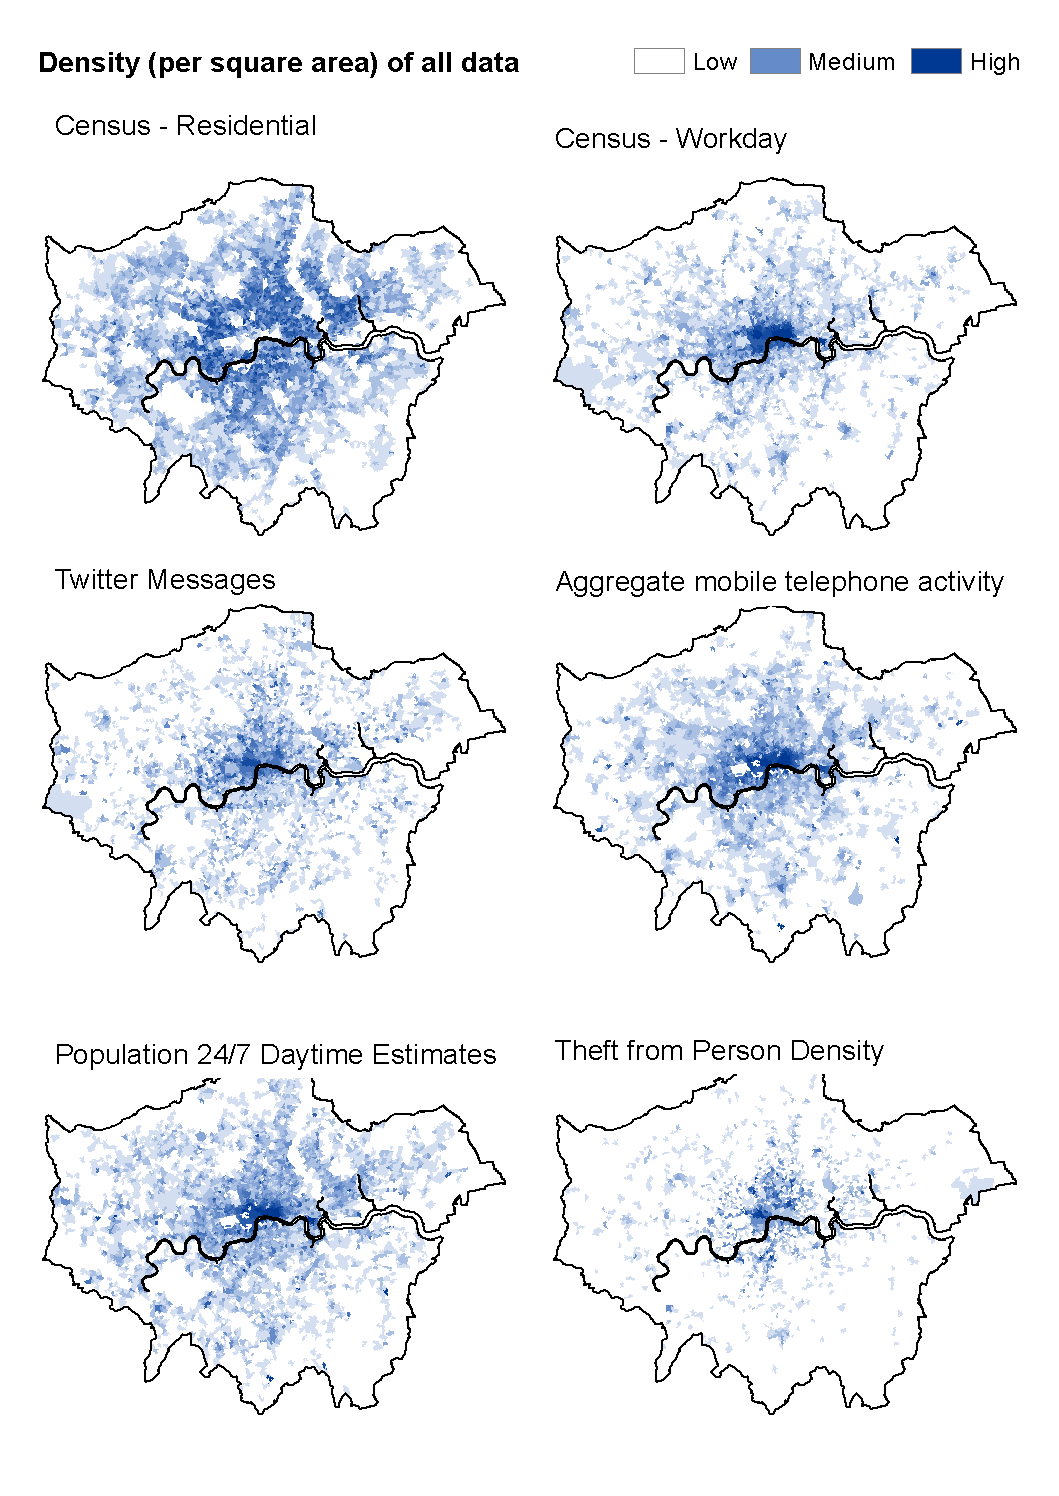 Density (per square area) of all data
Low Medium High
Census - Residential
Census - Workday
Twitter Messages
Aggregate mobile telephone activity
Population 24/7 Daytime Estimates
Theft from Person Density